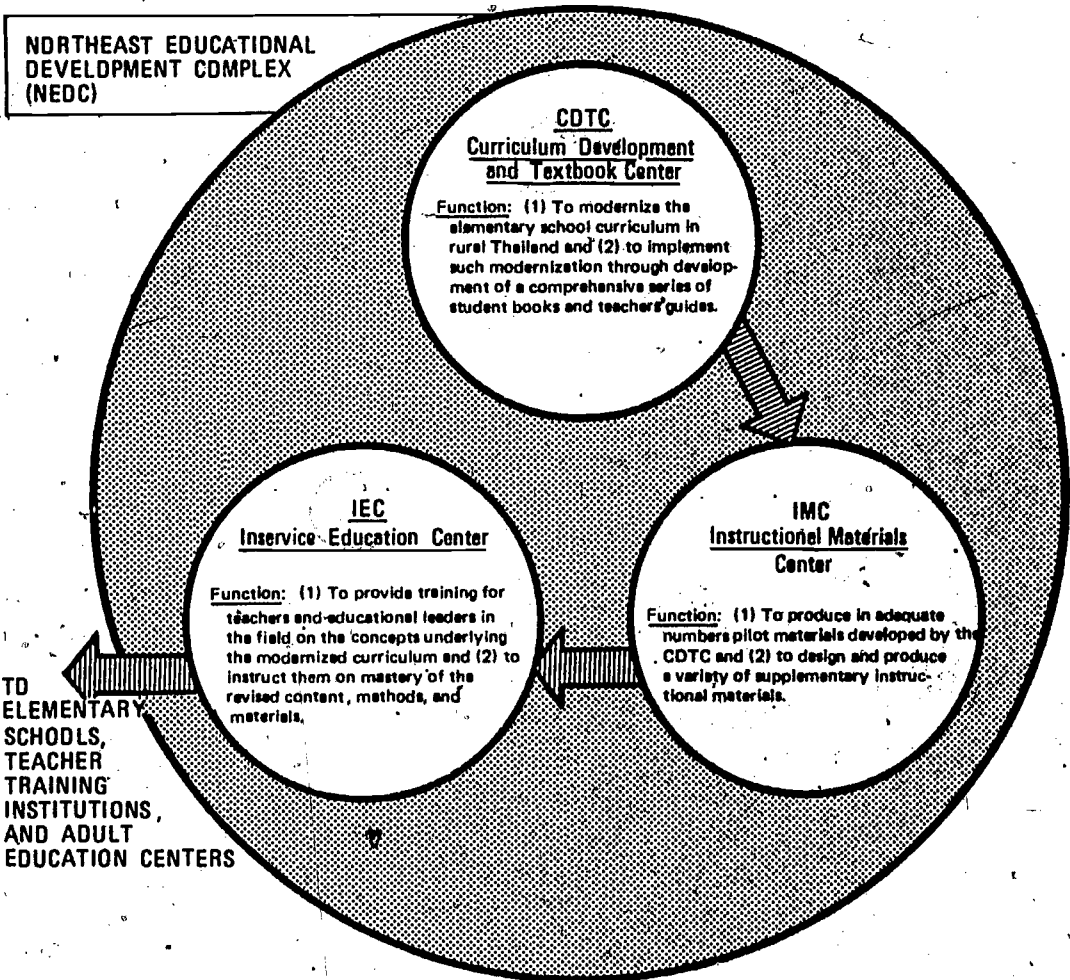 NORTHEAST EDUCATIONAL
DEVELOPMENT COMPLEX
(NEDC)
CDTC
Curriculum Development
and Textbook Center
Function: (1) To modernize the
elementary school curriculum in
rural Thailand and (2) to implement
such modernization through develop-
ment of a comprehensive series of
student books and teachers' guides.
IEC
Inservice Education Center
Function: (1) To provide training for
teachers and educational leaders in
the field on the concepts underlying
the modernized curriculum and (2) to
instruct them on mastery of the
revised content, methods, and
materials.
IMC
Instructional Materials
Center
Function: (1) To produce in adequate
numbers pilot materials developed by the
CDTC and (2) to design and produce
a variety of supplementary instruc-
tional materials.
TO
ELEMENTARY
SCHOOLS,
TEACHER
TRAINING
INSTITUTIONS,
AND ADULT
EDUCATION CENTERS